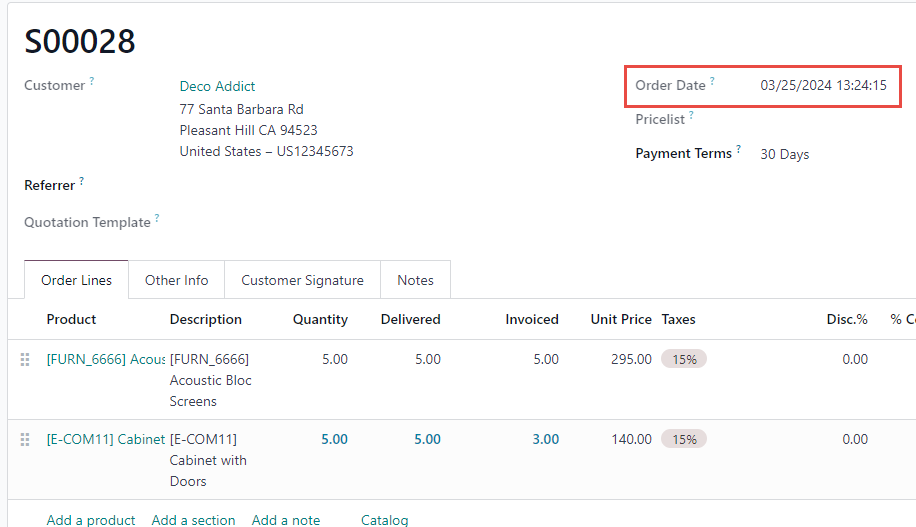 S00028
Customer ? Deco Addict
77 Santa Barbara Rd
Pleasant Hill CA 94523
United States – US12345673
Order Date ? 03/25/2024 13:24:15
Pricelist ?
Payment Terms ? 30 Days
Referrer ?
Quotation Template ?
Order Lines Other Info Customer Signature Notes
Product Description Quantity Delivered Invoiced Unit Price Taxes Disc.% % C
[FURN_6666] Acous [FURN_6666] 5.00 5.00 5.00 295.00 15% 0.00
Acoustic Bloc
Screens
[E-COM11] Cabinet [E-COM11] 5.00 5.00 3.00 140.00 15% 0.00
Cabinet with
Doors
Add a product Add a section Add a note Catalog